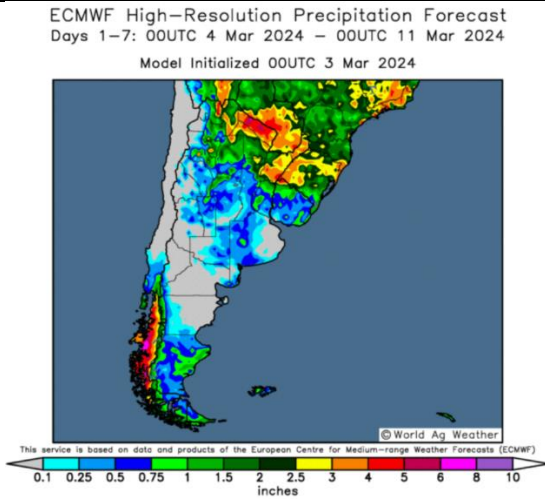 ECMWF High-Resolution Precipitation Forecast
Days 1-7: 00UTC 4 Mar 2024 - 00UTC 11 Mar 2024
Model Initialized 00UTC 3 Mar 2024
© World Ag Weather
This service is based on data and products of the European Centre for Medium-range Weather Forecasts (ECMWF)
0.1 0.25 0.5 0.75 1 1.5 2 2.5 3 4 5 6 8 10
inches